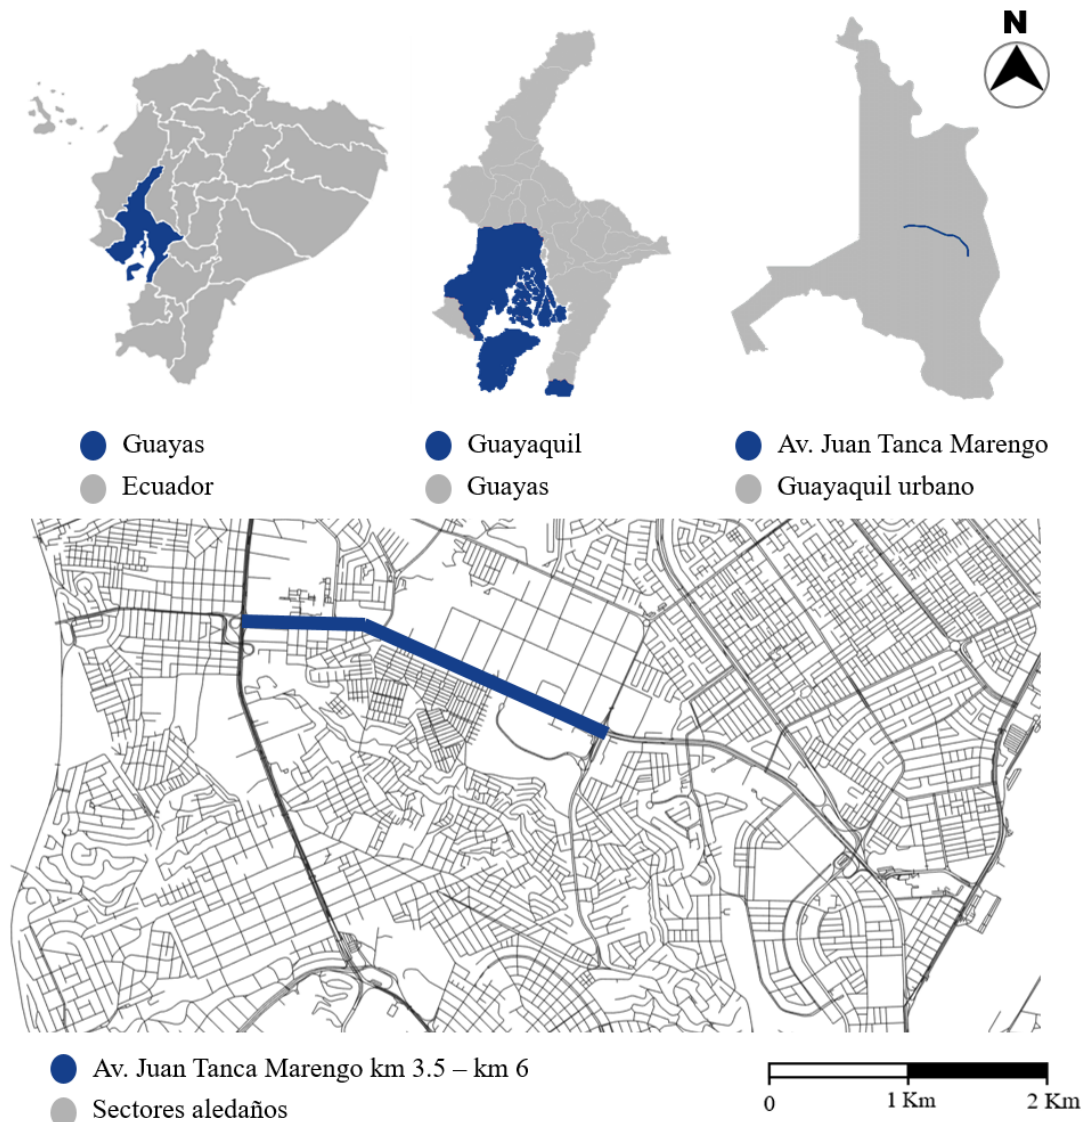 N
Guayas
Ecuador
Guayaquil
Guayas
Av. Juan Tanca Marengo
Guayaquil urbano
Av. Juan Tanca Marengo km 3.5 – km 6
Sectores aledaños
0
1 Km
2 Km